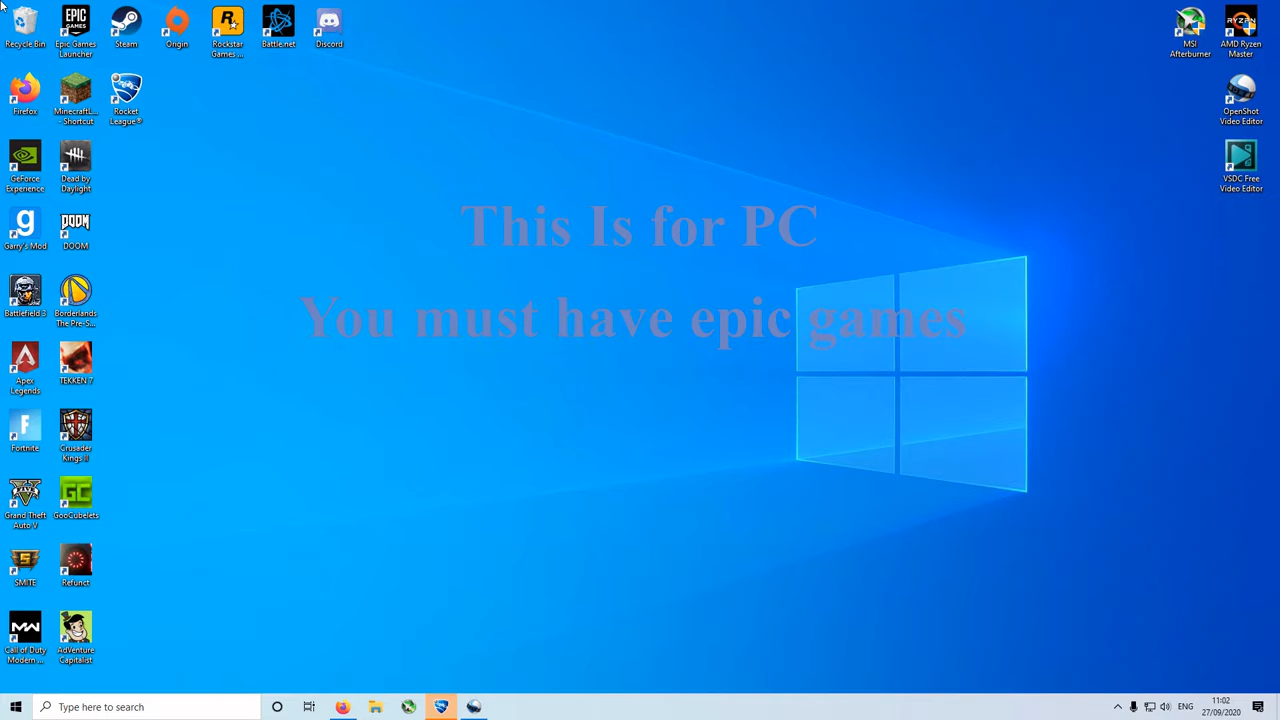 Recycle Bin
Epic Games
Launcher
Steam
Origin
Rockstar
Games ...
Battle.net
Discord
MSI
Afterburner
AMD Ryzen
Master
Firefox
MinecraftL...
- Shortcut
Rocket
League®
OpenShot
Video Editor
GeForce
Experience
Dead by
Daylight
VSDC Free
Video Editor
Garry's Mod
DOOM
This Is for PC
You must have epic games
Battlefield 3
Borderlands
The Pre-S...
Apex
Legends
TEKKEN 7
Fortnite
Crusader
Kings II
Grand Theft
Auto V
GooCubelets
SMITE
Refunct
Call of Duty
Modern ...
AdVenture
Capitalist
Type here to search
ENG
11:02
27/09/2020